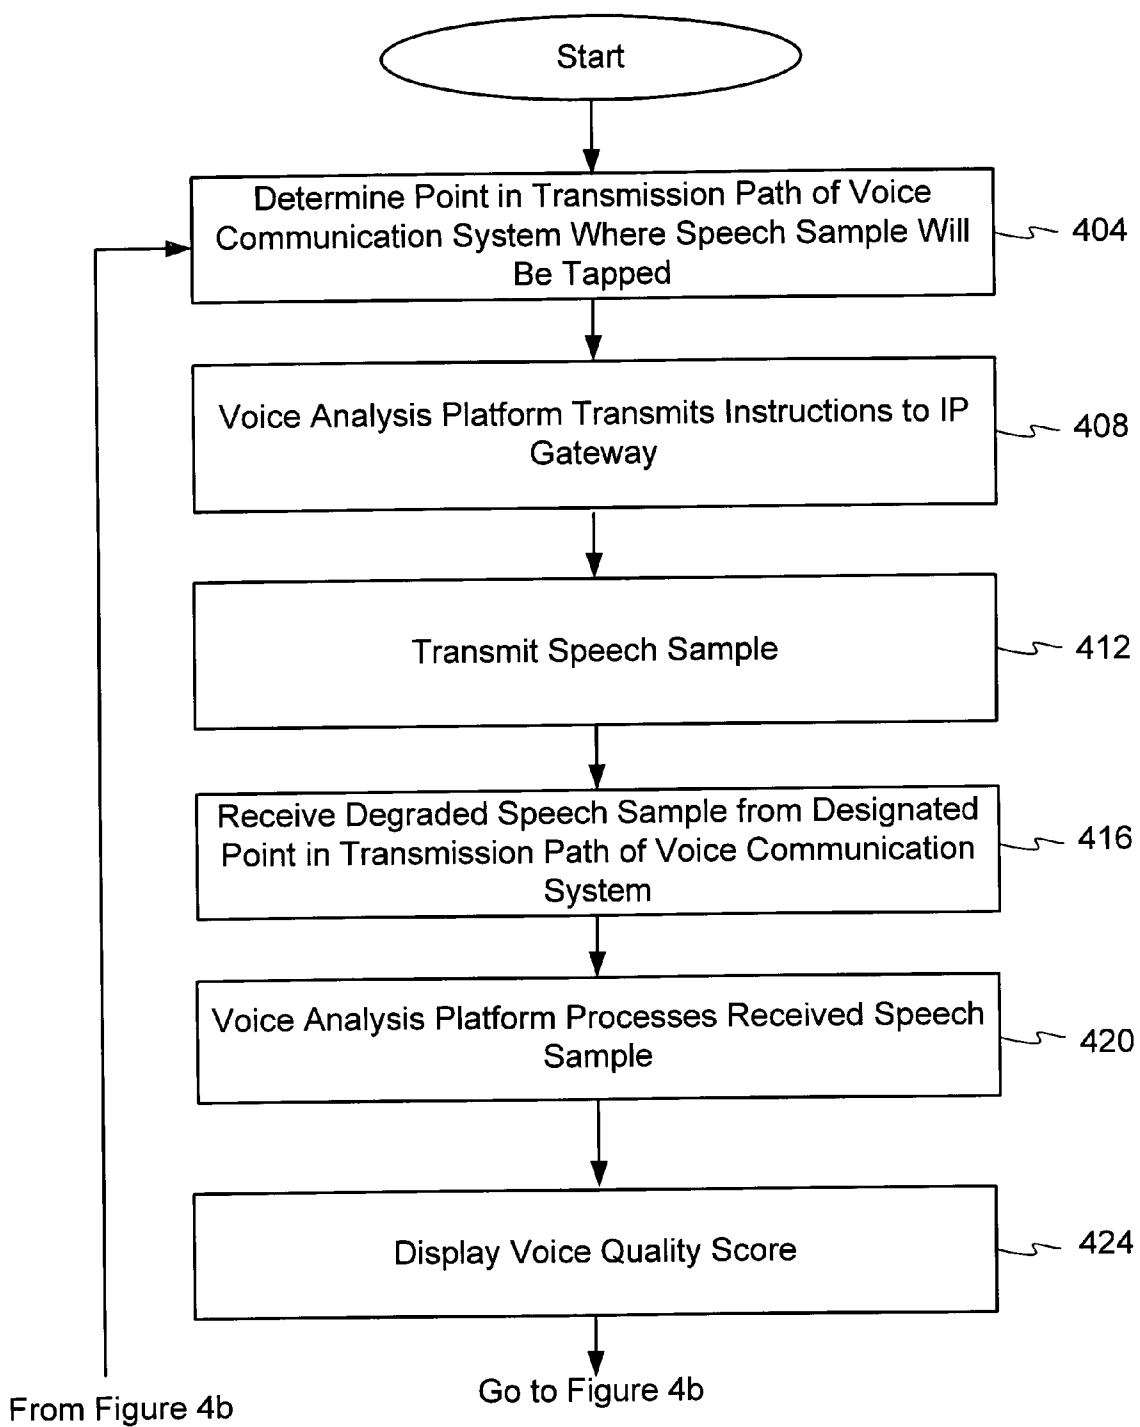 Start
Determine Point in Transmission Path of Voice
Communication System Where Speech Sample Will
Be Tapped
404
Voice Analysis Platform Transmits Instructions to IP
Gateway
408
Transmit Speech Sample
412
Receive Degraded Speech Sample from Designated
Point in Transmission Path of Voice Communication
System
416
Voice Analysis Platform Processes Received Speech
Sample
420
Display Voice Quality Score
424
Go to Figure 4b
From Figure 4b